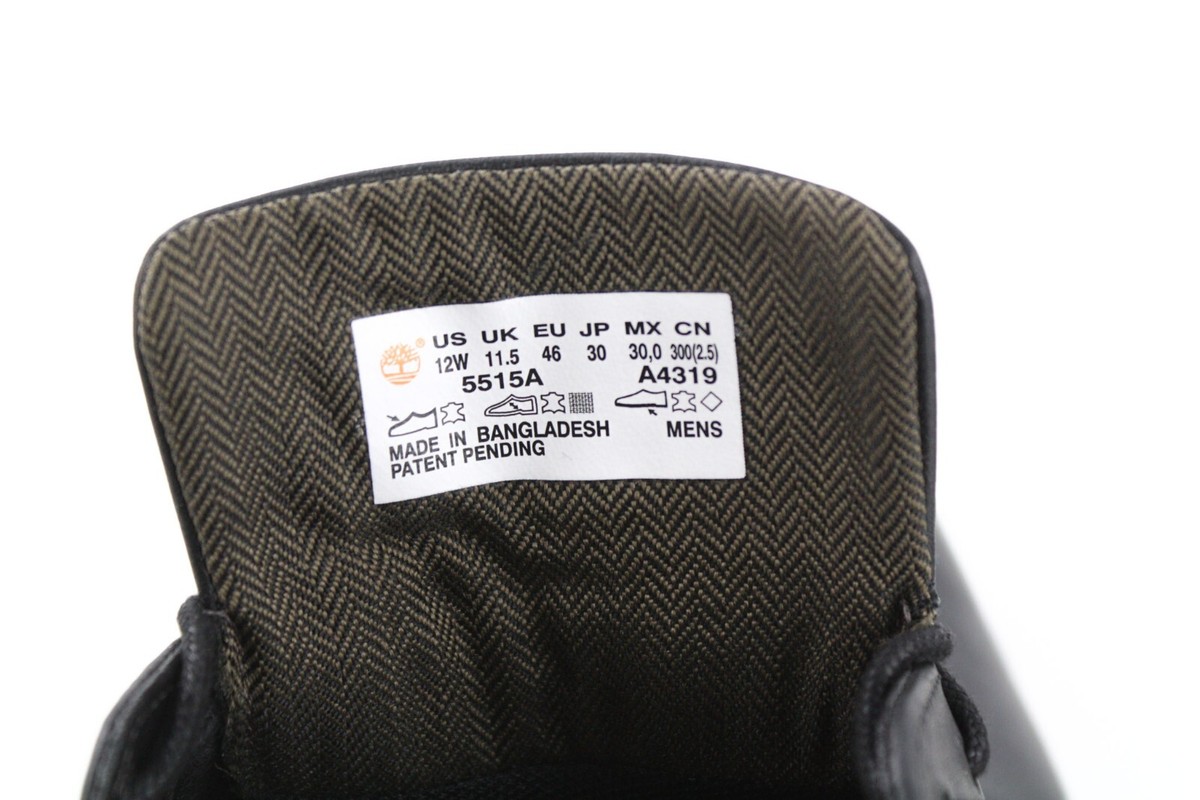 ® US UK EU JP MX CN
12W 11.5 46 30 30,0 300(2.5)
5515A A4319
MADE IN BANGLADESH MENS
PATENT PENDING